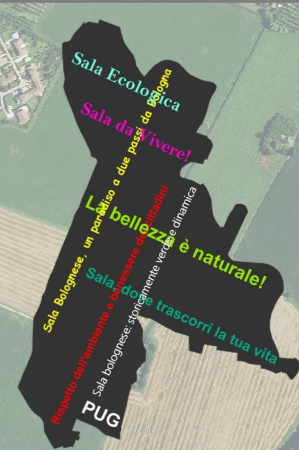 Sala Ecologica
Sala da Vivere!
Sala Bolognese, un paradiso a due passi da Bologna
La bellezza è naturale!
Sala, dove trascorri la tua vita
Rispetto dell'ambiente e benessere dei cittadini
Sala bolognese: storicamente verde e dinamica
PUG